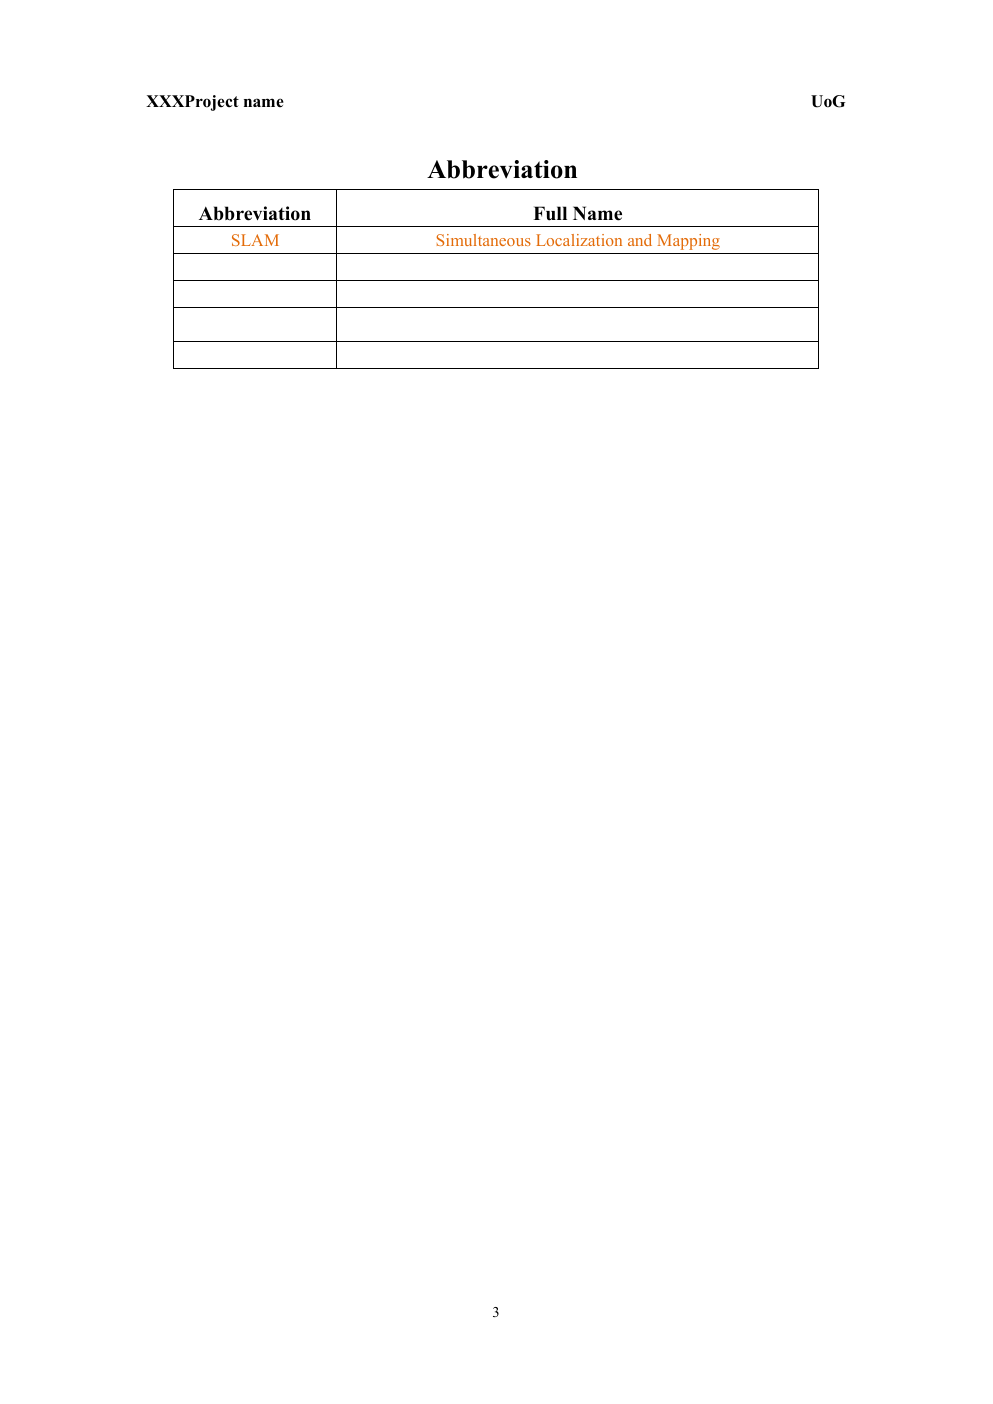 XXXProject name UoG
Abbreviation
Abbreviation Full Name
SLAM Simultaneous Localization and Mapping
3